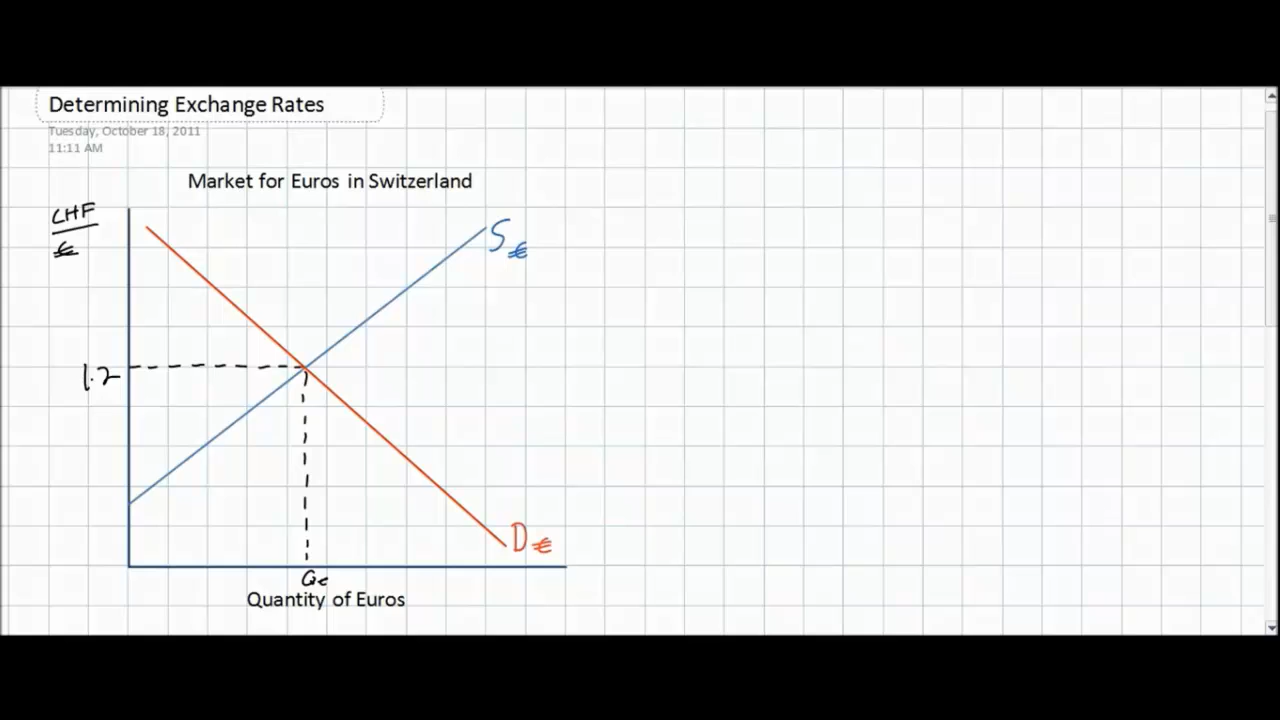 Determining Exchange Rates
Tuesday, October 18, 2011
11:11 AM
Market for Euros in Switzerland
CHF
€
S€
1.2
D€
Qe
Quantity of Euros